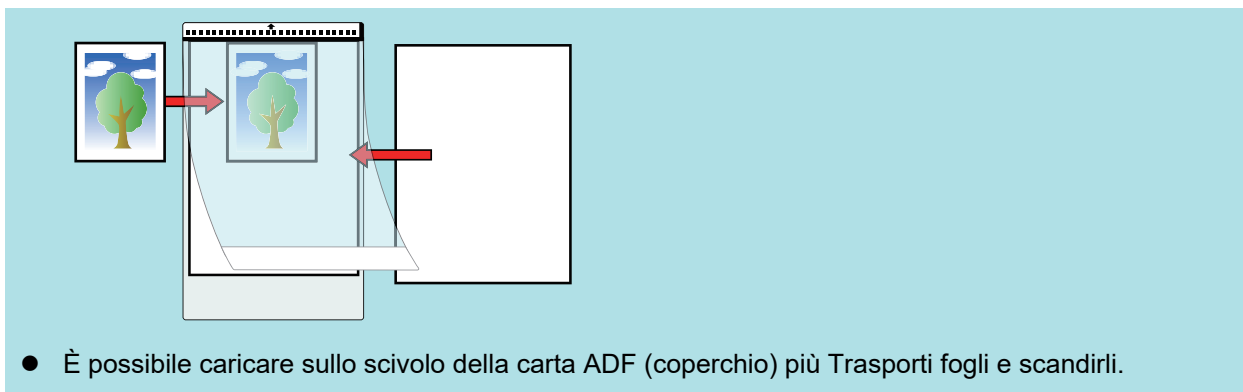 ● È possibile caricare sullo scivolo della carta ADF (coperchio) più Trasporti fogli e scandirli.